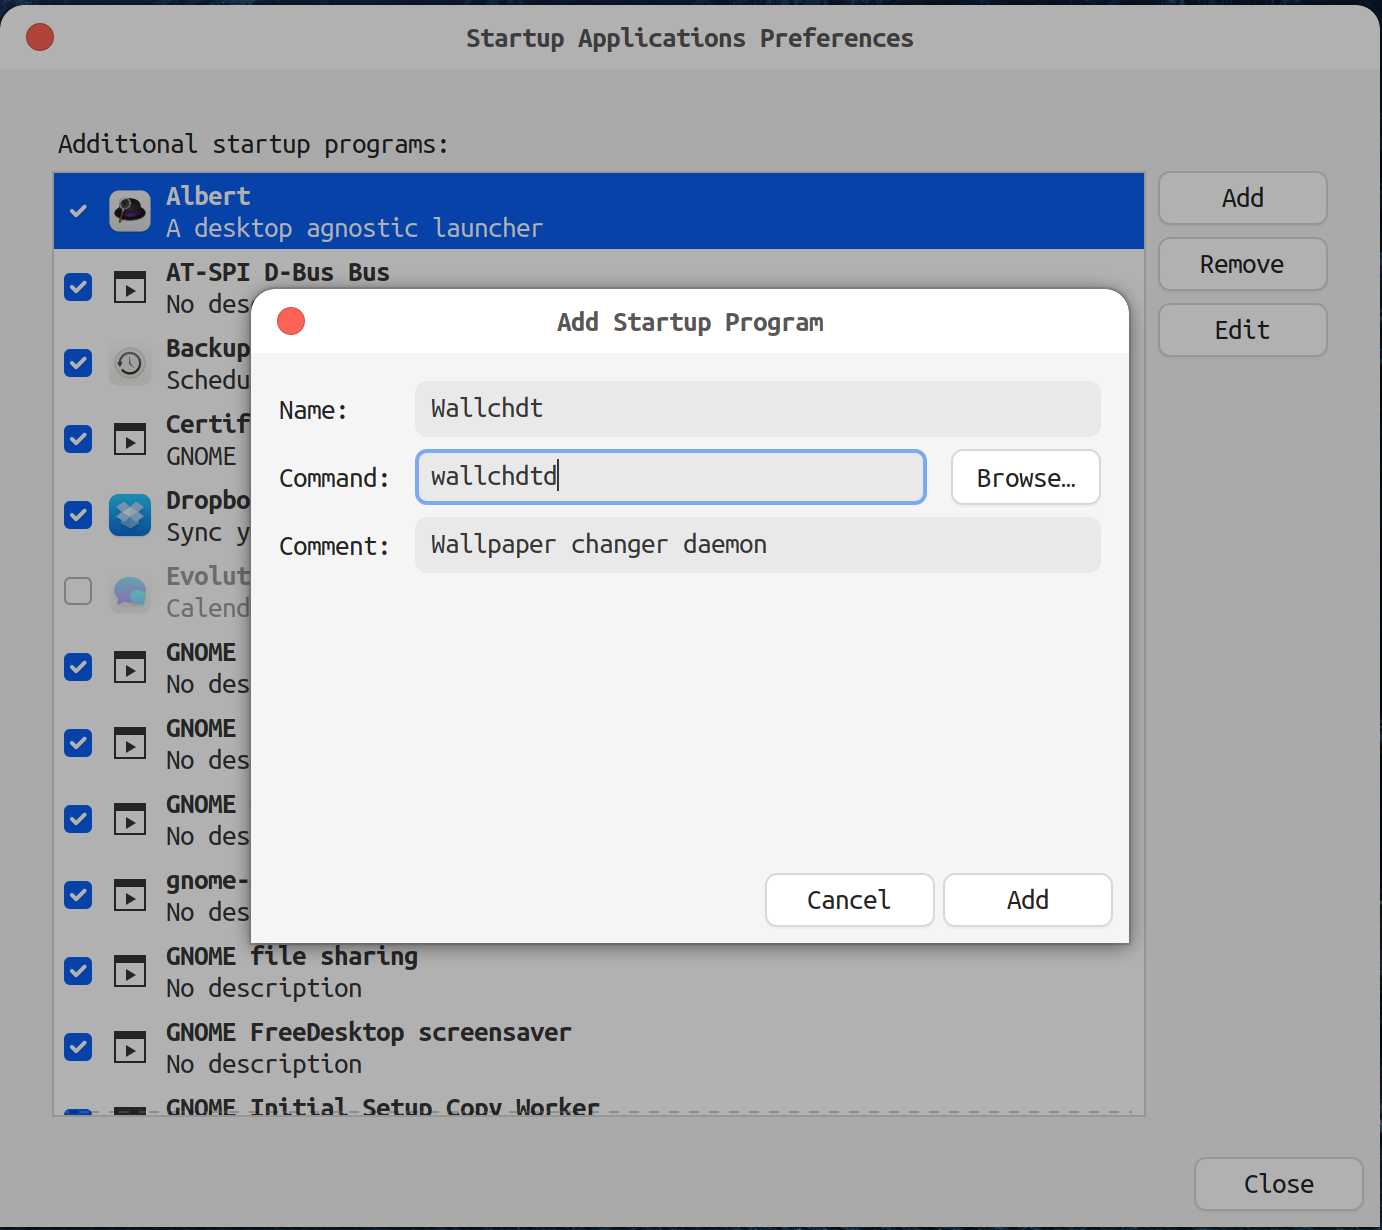 Startup Applications Preferences
Additional startup programs:
Albert
A desktop agnostic launcher
Add
Remove
Edit
AT-SPI D-Bus Bus
No des
Backup
Schedu
Certif
GNOME
Dropbo
Sync y
Evolut
Calend
GNOME
No des
GNOME
No des
GNOME
No des
gnome-
No des
GNOME file sharing
No description
GNOME FreeDesktop screensaver
No description
GNOME Initial Setup Copy Worker
Add Startup Program
Name: Wallchdt
Command: wallchdtd Browse…
Comment: Wallpaper changer daemon
Cancel Add
Close